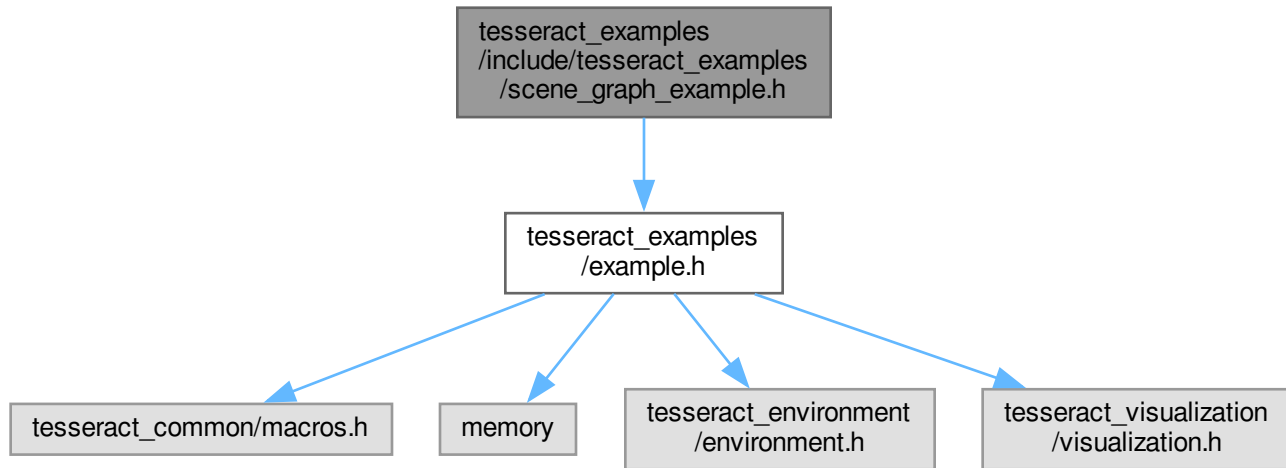 tesseract_examples
/include/tesseract_examples
/scene_graph_example.h
tesseract_examples
/example.h
tesseract_common/macros.h
memory
tesseract_environment
/environment.h
tesseract_visualization
/visualization.h